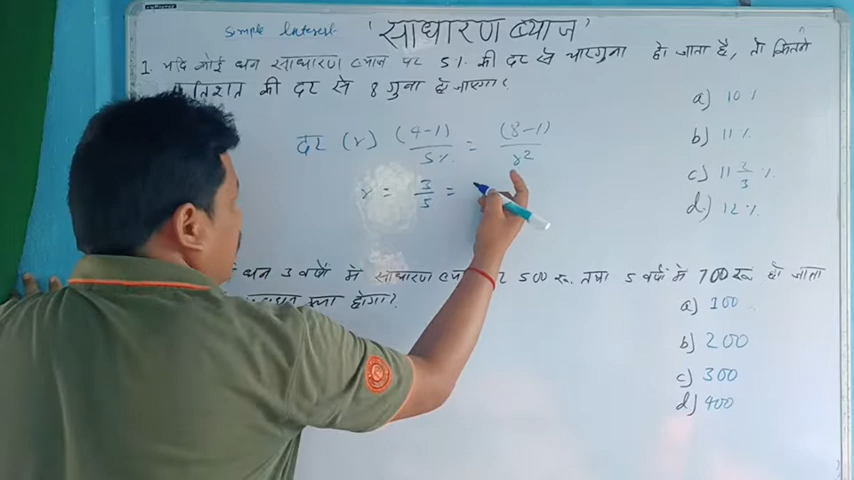 Simple Interest 'साधारण ब्याज'
1. यदि कोई धन साधारण ब्याज पर 5% की दर से चारगुना हो जाता है, तो कितने
प्रतिशत की दर से 8 गुना हो जाएगा?
a) 10%
b) 11%
c) 11 2/3 %
d) 12%
दर (r) (4-1)/5% = (8-1)/r2
r = 3/5 =
धन 3 वर्षों में साधारण ब्याज 500 रू. तथा 5 वर्षों में 700 रू हो जाता
क्या होगा?
a) 100
b) 200
c) 300
d) 400